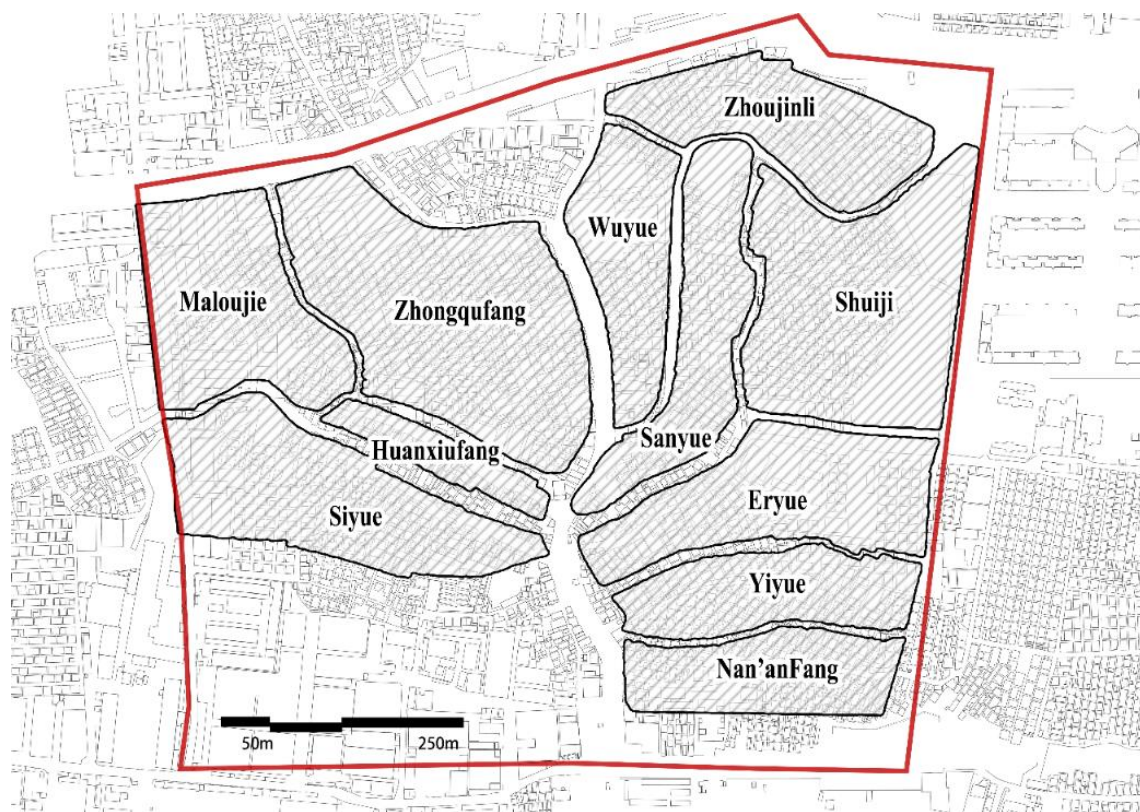 Zhoujinli
Wuyue
Maloujie
Zhongqufang
Shuiji
Sanyue
Huanxiufang
Eryue
Siyue
Yiyue
Nan'anFang
50m
250m